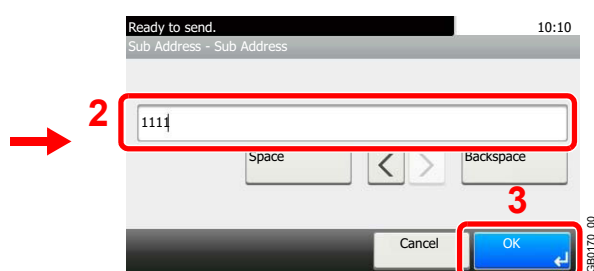 Ready to send. 10:10
Sub Address - Sub Address
2
1111
Space < > Backspace
3
Cancel OK
GB0170_00